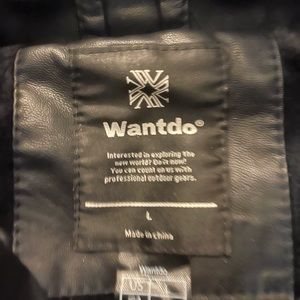 Wantdo®
Interested in exploring The
new world? Do it now!
You can count on us with
professional outdoor gears.
L
Made in china
Wantdo
US